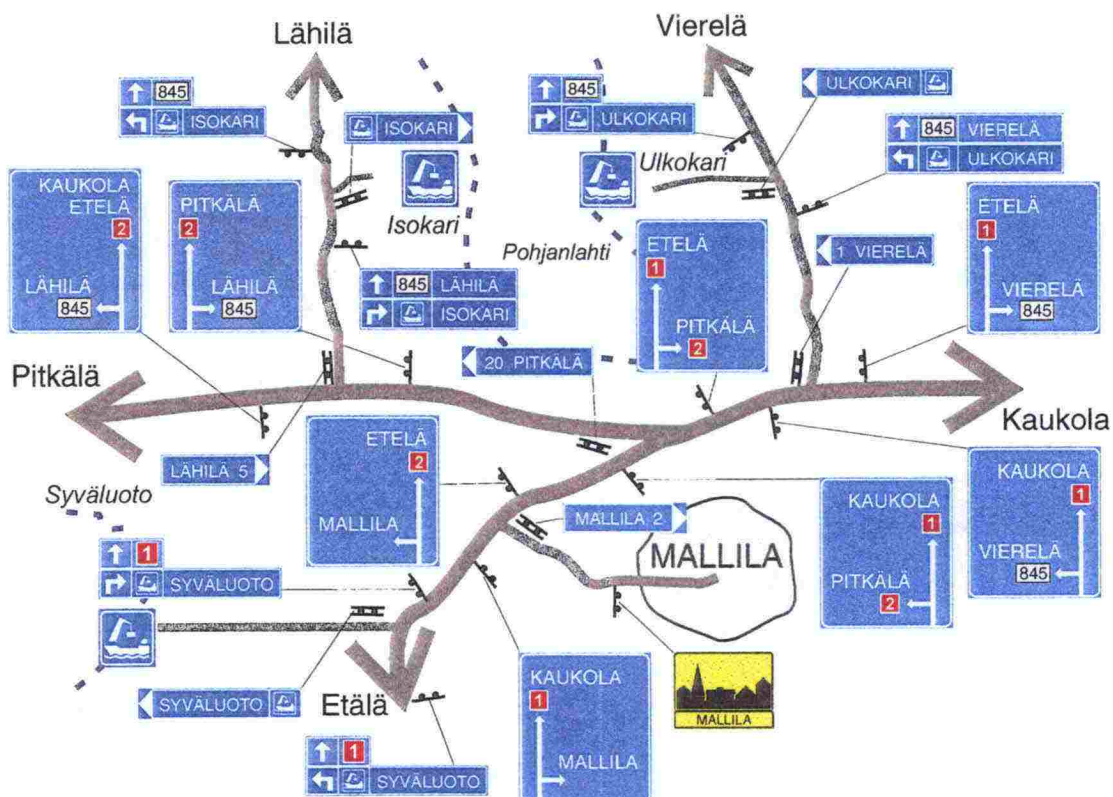 Lähilä
Vierelä
845
ISOKARI
ISOKARI
845
ULKOKARI
ULKOKARI
845 VIERELÄ
ULKOKARI
Ulkokari
KAUKOLA
ETELÄ
2
LÄHILÄ
845
PITKÄLÄ
2
LÄHILÄ
845
Isokari
Pohjanlahti
845 LÄHILÄ
ISOKARI
ETELÄ
1
PITKÄLÄ
2
1 VIERELÄ
ETELÄ
1
VIERELÄ
845
20 PITKÄLÄ
Pitkälä
Kaukola
LÄHILÄ 5
ETELÄ
2
MALLILA
Syväluoto
1
SYVÄLUOTO
MALLILA 2
MALLILA
KAUKOLA
1
PITKÄLÄ
2
KAUKOLA
1
VIERELÄ
845
SYVÄLUOTO
Etälä
1
SYVÄLUOTO
KAUKOLA
1
MALLILA
MALLILA